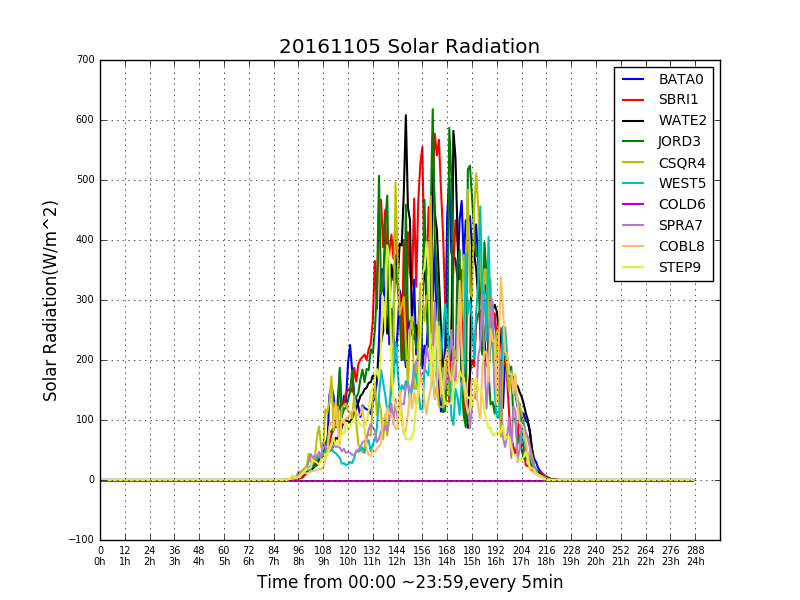 20161105 Solar Radiation
700
600
500
400
300
200
100
0
−100
Solar Radiation(W/m^2)
BATA0
SBRI1
WATE2
JORD3
CSQR4
WEST5
COLD6
SPRA7
COBL8
STEP9
0 12 24 36 48 60 72 84 96 108 120 132 144 156 168 180 192 204 216 228 240 252 264 276 288
0h 1h 2h 3h 4h 5h 6h 7h 8h 9h 10h 11h 12h 13h 14h 15h 16h 17h 18h 19h 20h 21h 22h 23h 24h
Time from 00:00 ~23:59,every 5min